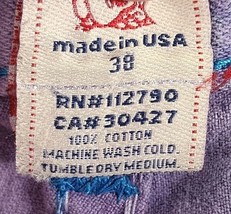 made in USA
38
RN#112790
CA#30427
100% COTTON
MACHINE WASH COLD.
TUMBLE DRY MEDIUM.